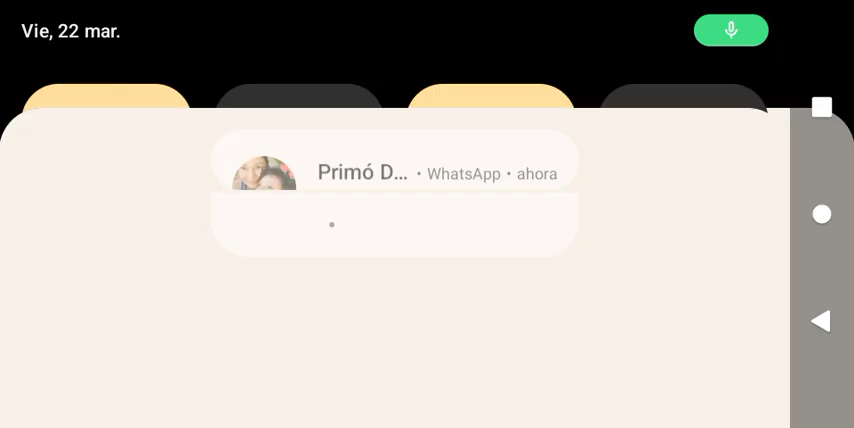 Vie, 22 mar.
Primó D... • WhatsApp • ahora